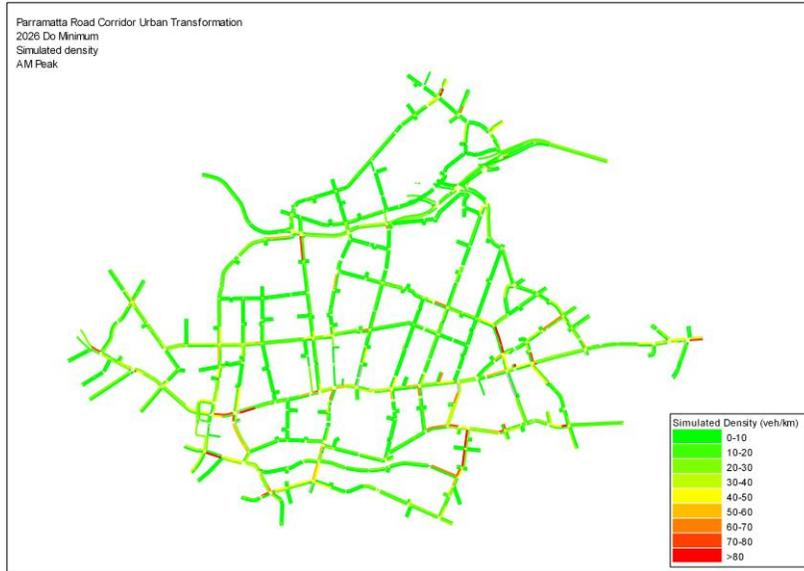 Parramatta Road Corridor Urban Transformation
2026 Do Minimum
Simulated density
AM Peak
Simulated Density (veh/km)
0-10
10-20
20-30
30-40
40-50
50-60
60-70
70-80
>80